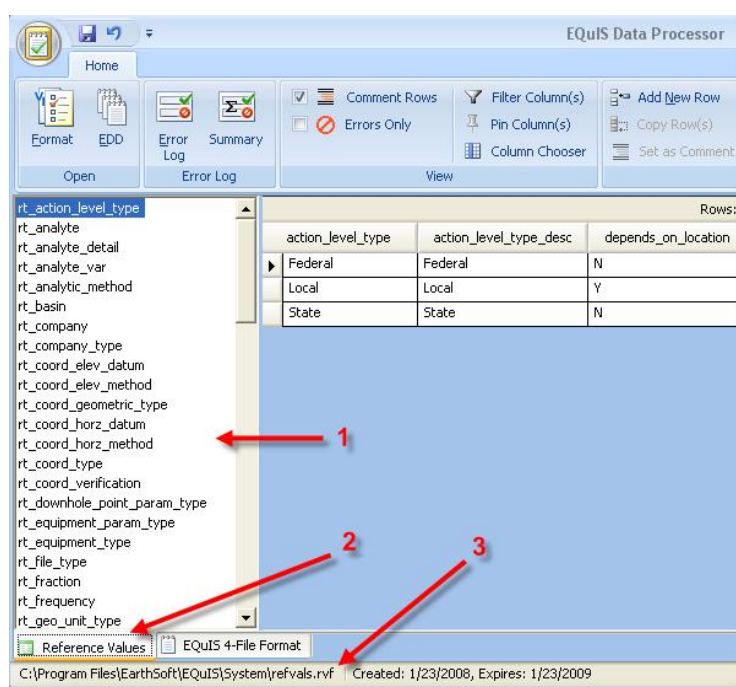 EQuIS Data Processor
Home
Format
EDD
Error Log
Summary
Comment Rows
Errors Only
Filter Column(s)
Pin Column(s)
Column Chooser
Add New Row
Copy Row(s)
Set as Comment
Open
Error Log
View
rt_action_level_type
rt_analyte
rt_analyte_detail
rt_analyte_var
rt_analytic_method
rt_basin
rt_company
rt_company_type
rt_coord_elev_datum
rt_coord_elev_method
rt_coord_geometric_type
rt_coord_horz_datum
rt_coord_horz_method
rt_coord_type
rt_coord_verification
rt_downhole_point_param_type
rt_equipment_param_type
rt_equipment_type
rt_file_type
rt_fraction
rt_frequency
rt_geo_unit_type
Rows:
action_level_type action_level_type_desc depends_on_location
Federal Federal N
Local Local Y
State State N
1
2
3
Reference Values EQuIS 4-File Format
C:\Program Files\EarthSoft\EQuIS\System\refvals.rvf Created: 1/23/2008, Expires: 1/23/2009